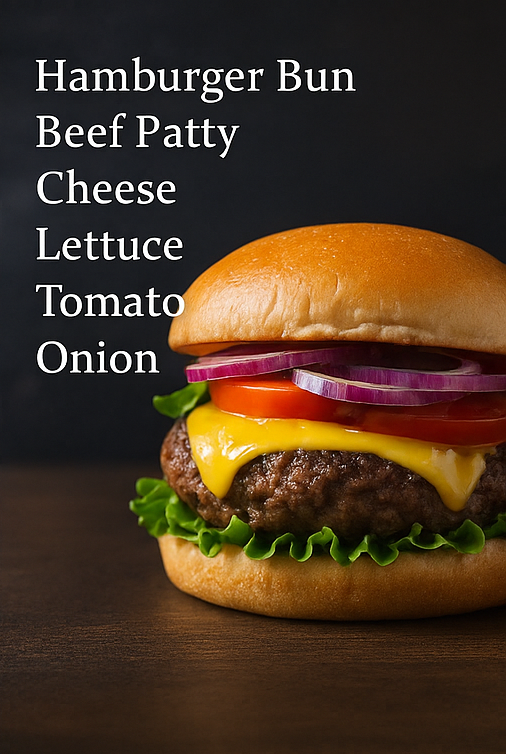 Hamburger Bun
Beef Patty
Cheese
Lettuce
Tomato
Onion